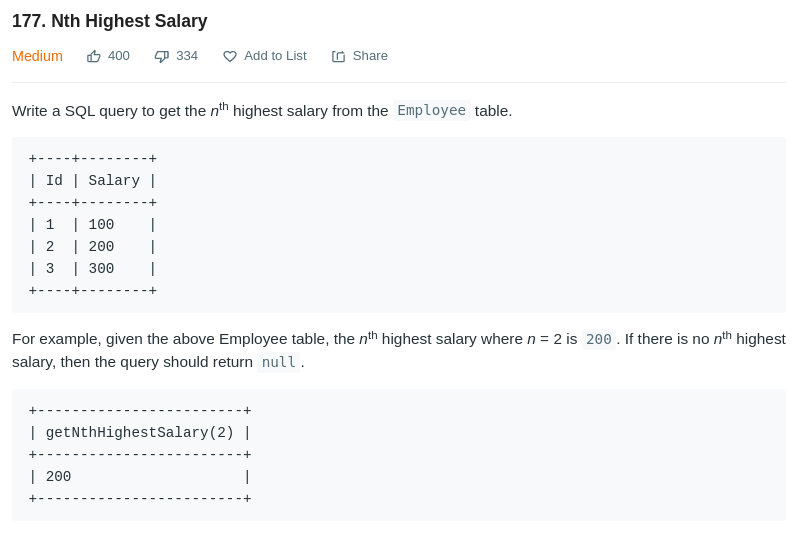 177. Nth Highest Salary
Medium 400 334 Add to List Share
Write a SQL query to get the nth highest salary from the Employee table.
+----+--------+
| Id | Salary |
+----+--------+
| 1  | 100    |
| 2  | 200    |
| 3  | 300    |
+----+--------+
For example, given the above Employee table, the nth highest salary where n = 2 is 200. If there is no nth highest
salary, then the query should return null.
+------------------------+
| getNthHighestSalary(2) |
+------------------------+
| 200                    |
+------------------------+